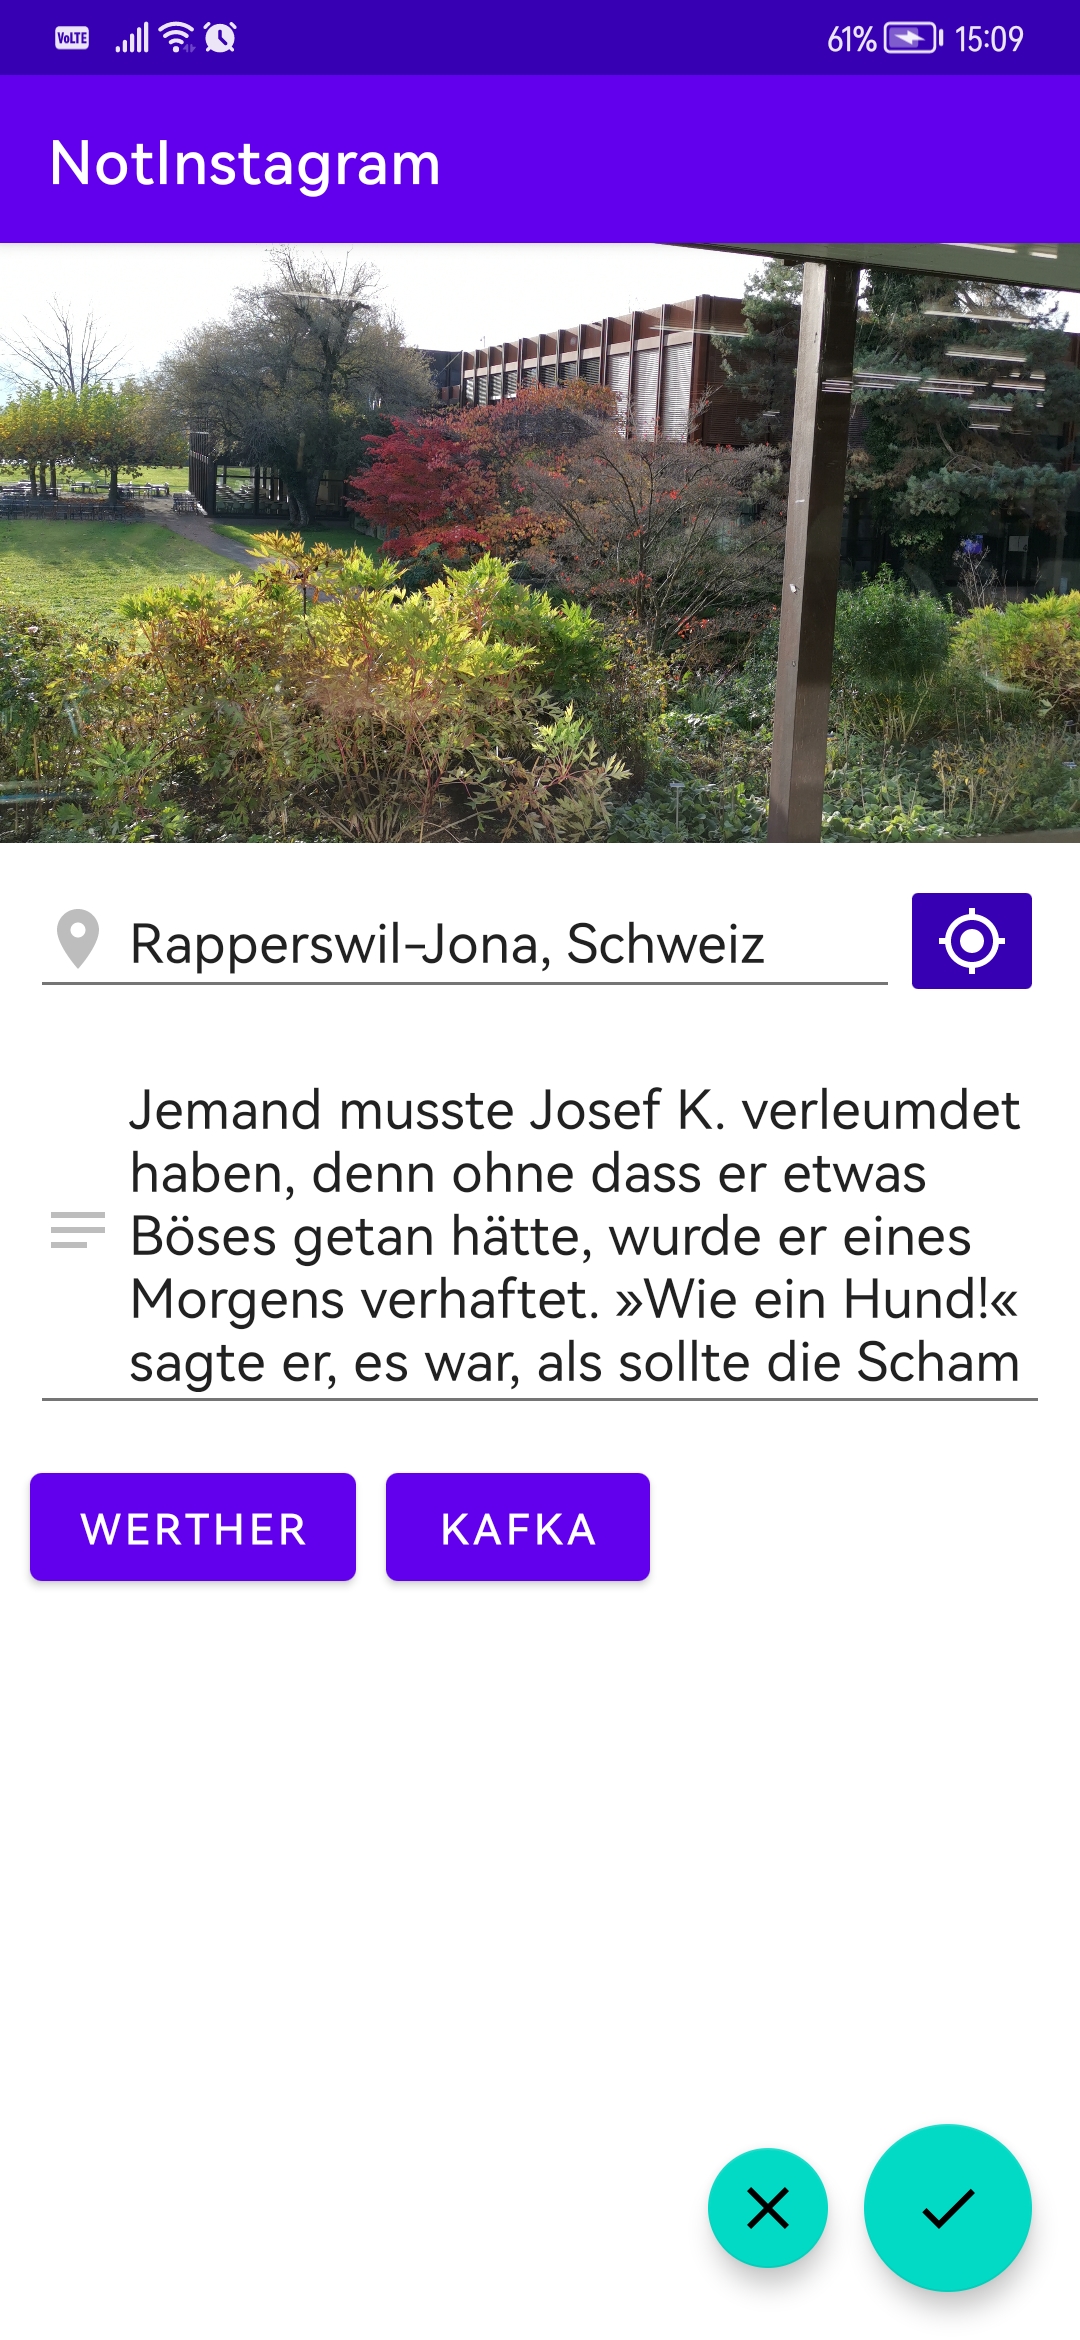 VoLTE 61% 15:09
NotInstagram
Rapperswil-Jona, Schweiz
Jemand musste Josef K. verleumdet
haben, denn ohne dass er etwas
Böses getan hätte, wurde er eines
Morgens verhaftet. »Wie ein Hund!«
sagte er, es war, als sollte die Scham
WERTHER KAFKA